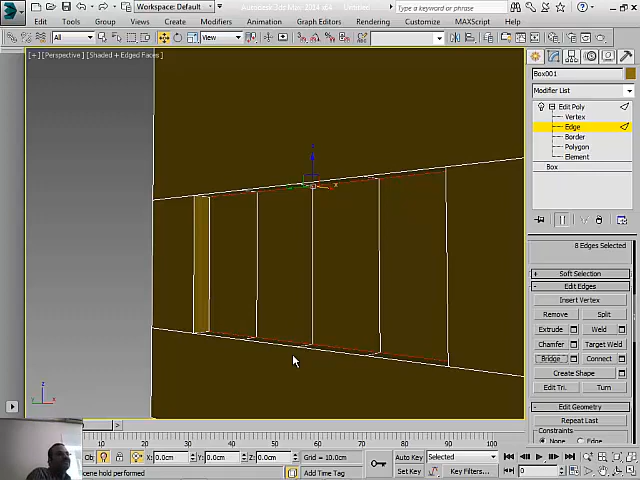 Workspace: Default
Autodesk 3ds Max 2014 x64 Untitled
Type a keyword or phrase
Edit Tools Group Views Create Modifiers Animation Graph Editors Rendering Customize MAXScript Help
All View
[+] [Perspective] [Shaded + Edged Faces]
Box001
Modifier List
Edit Poly
Vertex
Edge
Border
Polygon
Element
Box
8 Edges Selected
+ Soft Selection
- Edit Edges
Insert Vertex
Remove Split
Extrude Weld
Chamfer Target Weld
Bridge Connect
Create Shape
Edit Tri. Turn
- Edit Geometry
Repeat Last
Constraints
None Edge
z
x
z
y x
10 20 30 40 50 60 70 80 90 100
X: 0.0cm Y: 0.0cm Z: 0.0cm Grid = 10.0cm
Auto Key Selected
cene hold performed
Add Time Tag
Set Key Key Filters... 0